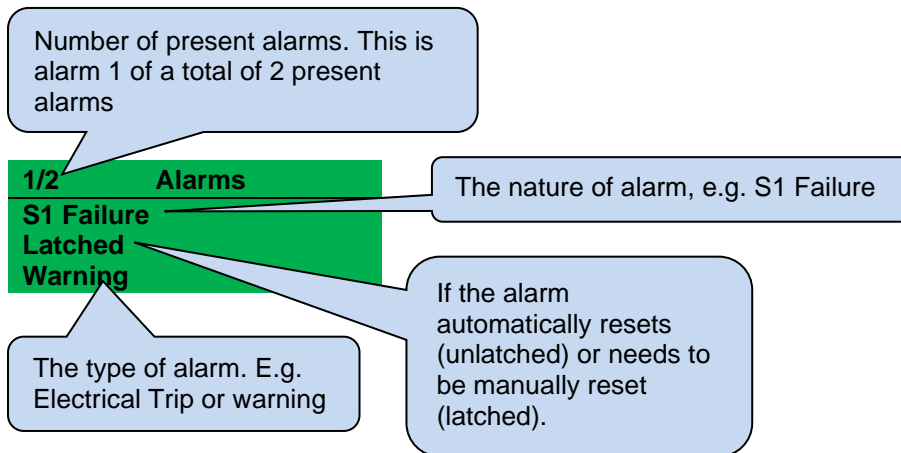 Number of present alarms. This is
alarm 1 of a total of 2 present
alarms
1/2 Alarms
S1 Failure
Latched
Warning
The nature of alarm, e.g. S1 Failure
If the alarm
automatically resets
(unlatched) or needs to
be manually reset
(latched).
The type of alarm. E.g.
Electrical Trip or warning